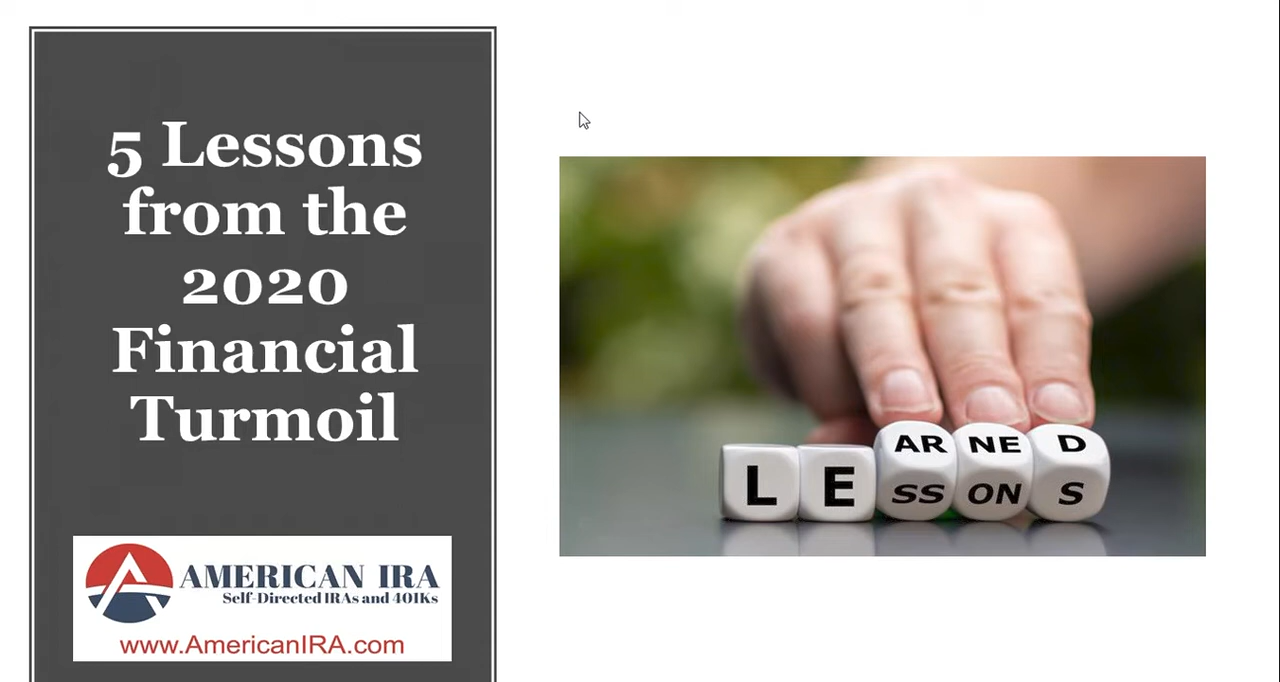 5 Lessons
from the
2020
Financial
Turmoil
AMERICAN IRA
Self-Directed IRAs and 401Ks
www.AmericanIRA.com
AR NE D
L E SS ON S